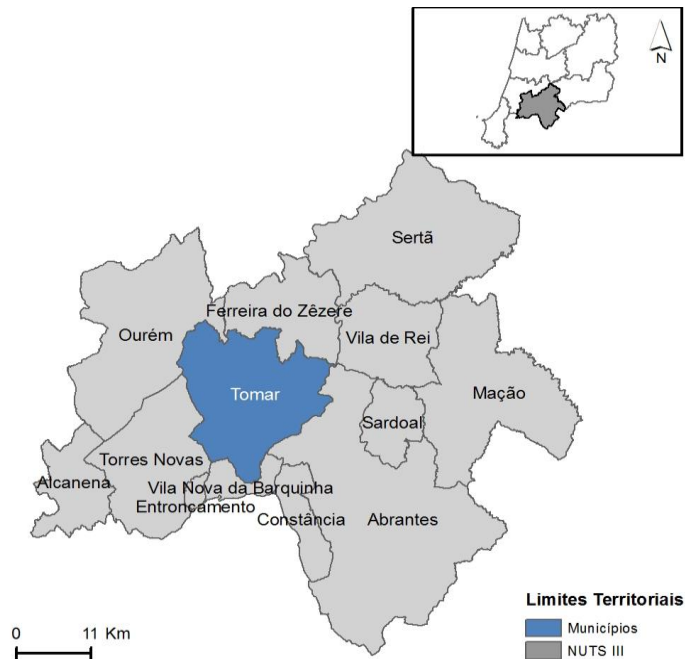 N
Sertã
Ferreira do Zêzere
Ourém
Vila de Rei
Tomar
Mação
Sardoal
Torres Novas
Alcanena
Vila Nova da Barquinha
Entroncamento
Constância
Abrantes
Limites Territoriais
0 11 Km
Municípios
NUTS III